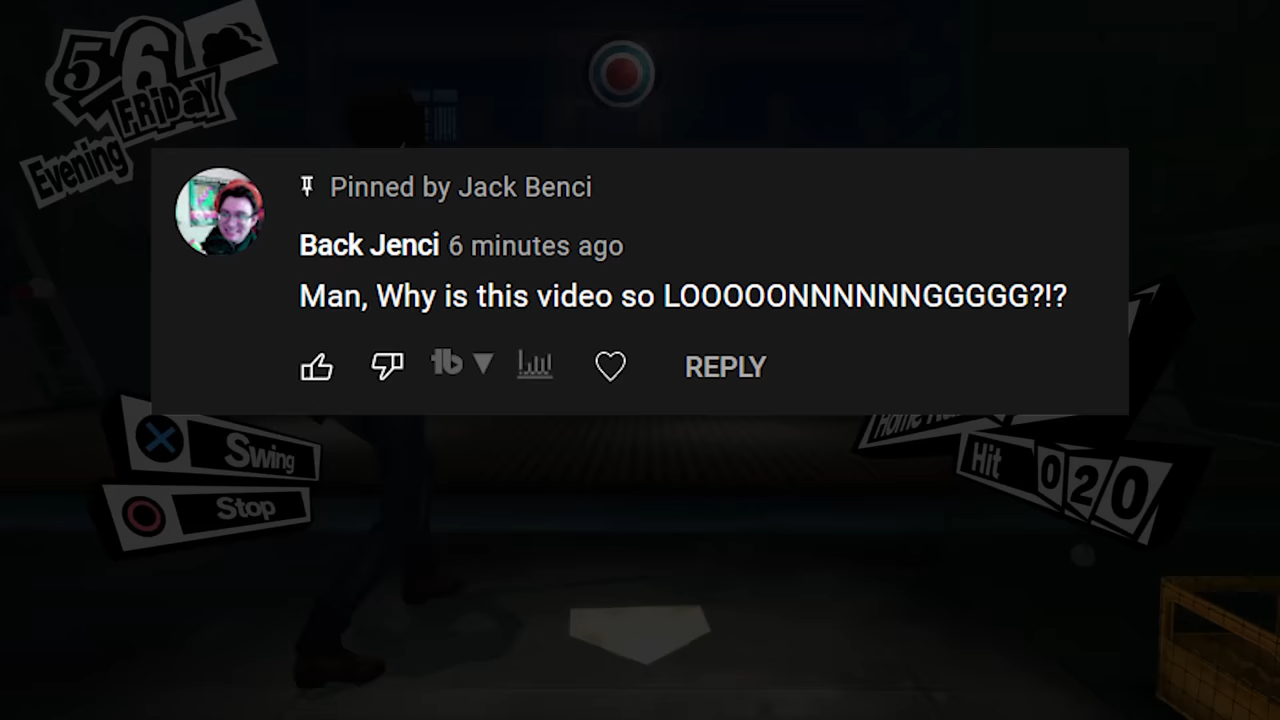 5/6
FRiDaY
Evening
Pinned by Jack Benci
Back Jenci 6 minutes ago
Man, Why is this video so LOOOOONNNNNNGGGGG?!?
REPLY
Swing
Stop
Home
Hit 020